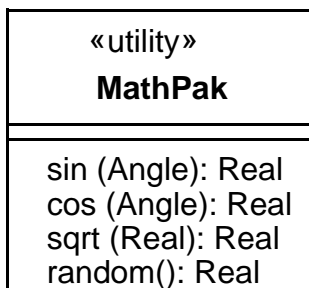 «utility»
MathPak
sin (Angle): Real
cos (Angle): Real
sqrt (Real): Real
random(): Real